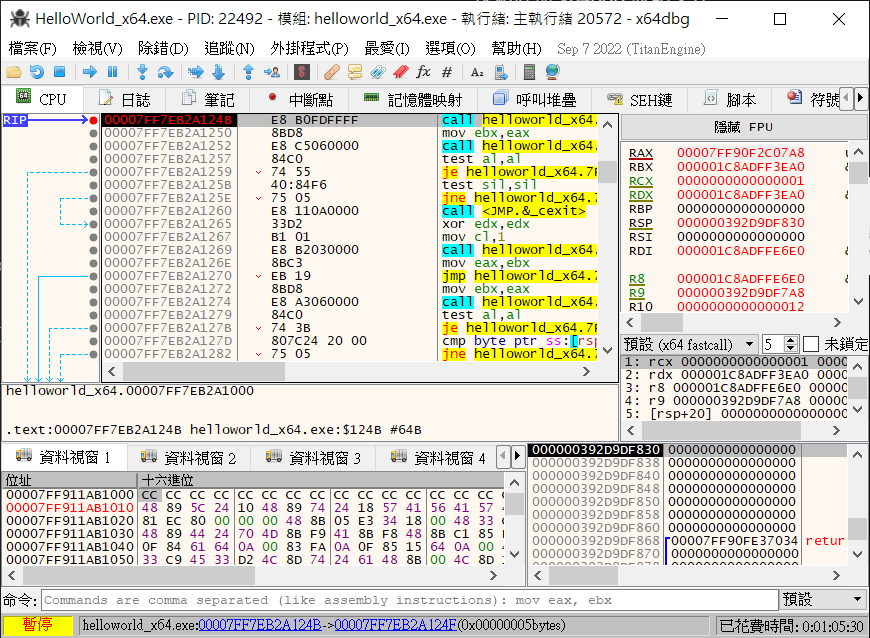 HelloWorld_x64.exe - PID: 22492 - 模組: helloworld_x64.exe - 執行緒: 主執行緒 20572 - x64dbg
檔案(F) 檢視(V) 除錯(D) 追蹤(N) 外掛程式(P) 最愛(I) 選項(O) 幫助(H) Sep 7 2022 (TitanEngine)
CPU 日誌 筆記 中斷點 記憶體映射 呼叫堆疊 SEH鏈 腳本 符號
RIP 00007FF7EB2A124B E8 B0FDFFFF call helloworld_x64.
00007FF7EB2A1250 8BD8 mov ebx,eax
00007FF7EB2A1252 E8 C5060000 call helloworld_x64.
00007FF7EB2A1257 84C0 test al,al
00007FF7EB2A1259 74 55 je helloworld_x64.7F
00007FF7EB2A125B 40:84F6 test sil,sil
00007FF7EB2A125E 75 05 jne helloworld_x64.7
00007FF7EB2A1260 E8 110A0000 call <JMP.&_cexit>
00007FF7EB2A1265 33D2 xor edx,edx
00007FF7EB2A1267 B1 01 mov cl,1
00007FF7EB2A1269 E8 B2030000 call helloworld_x64.
00007FF7EB2A126E 8BC3 mov eax,ebx
00007FF7EB2A1270 EB 19 jmp helloworld_x64.7
00007FF7EB2A1272 8BD8 mov ebx,eax
00007FF7EB2A1274 E8 A3060000 call helloworld_x64.
00007FF7EB2A1279 84C0 test al,al
00007FF7EB2A127B 74 3B je helloworld_x64.7F
00007FF7EB2A127D 807C24 20 00 cmp byte ptr ss:[rsp
00007FF7EB2A1282 75 05 jne helloworld_x64.7
隱藏 FPU
RAX 00007FF90F2C07A8
RBX 000001C8ADFF3EA0
RCX 0000000000000001
RDX 000001C8ADFF3EA0
RBP 0000000000000000
RSP 000000392D9DF830
RSI 0000000000000000
RDI 000001C8ADFFE6E0
R8 000001C8ADFFE6E0
R9 000000392D9DF7A8
R10 0000000000000012
預設 (x64 fastcall) 5 未鎖定
1: rcx 0000000000000001 0000
2: rdx 000001C8ADFF3EA0 0000
3: r8 000001C8ADFFE6E0 0000
4: r9 000000392D9DF7A8 0000
5: [rsp+20] 0000000000000000
helloworld_x64.00007FF7EB2A1000
.text:00007FF7EB2A124B helloworld_x64.exe:$124B #64B
資料視窗 1 資料視窗 2 資料視窗 3 資料視窗 4
位址 十六進位
00007FF911AB1000 CC CC CC CC CC CC CC CC CC CC CC CC CC CC CC
00007FF911AB1010 48 89 5C 24 10 48 89 74 24 18 57 41 56 41 57
00007FF911AB1020 81 EC 80 00 00 00 48 8B 05 E3 34 18 00 48 33
00007FF911AB1030 48 89 44 24 70 4D 8B F9 41 8B F8 48 8B C1 85
00007FF911AB1040 0F 84 61 64 0A 00 83 FA 0A 0F 85 15 64 0A 00
00007FF911AB1050 33 C9 45 33 D2 4C 8D 74 24 61 48 8B 00 4C 8D
000000392D9DF830 0000000000000000
000000392D9DF838 0000000000000000
000000392D9DF840 0000000000000000
000000392D9DF848 0000000000000000
000000392D9DF850 0000000000000000
000000392D9DF858 0000000000000000
000000392D9DF860 0000000000000000
000000392D9DF868 00007FF90FE37034 retur
000000392D9DF870 0000000000000000
命令: Commands are comma separated (like assembly instructions): mov eax, ebx 預設
暫停 helloworld_x64.exe:00007FF7EB2A124B->00007FF7EB2A124F(0x00000005bytes) 已花費時間: 0:01:05:30